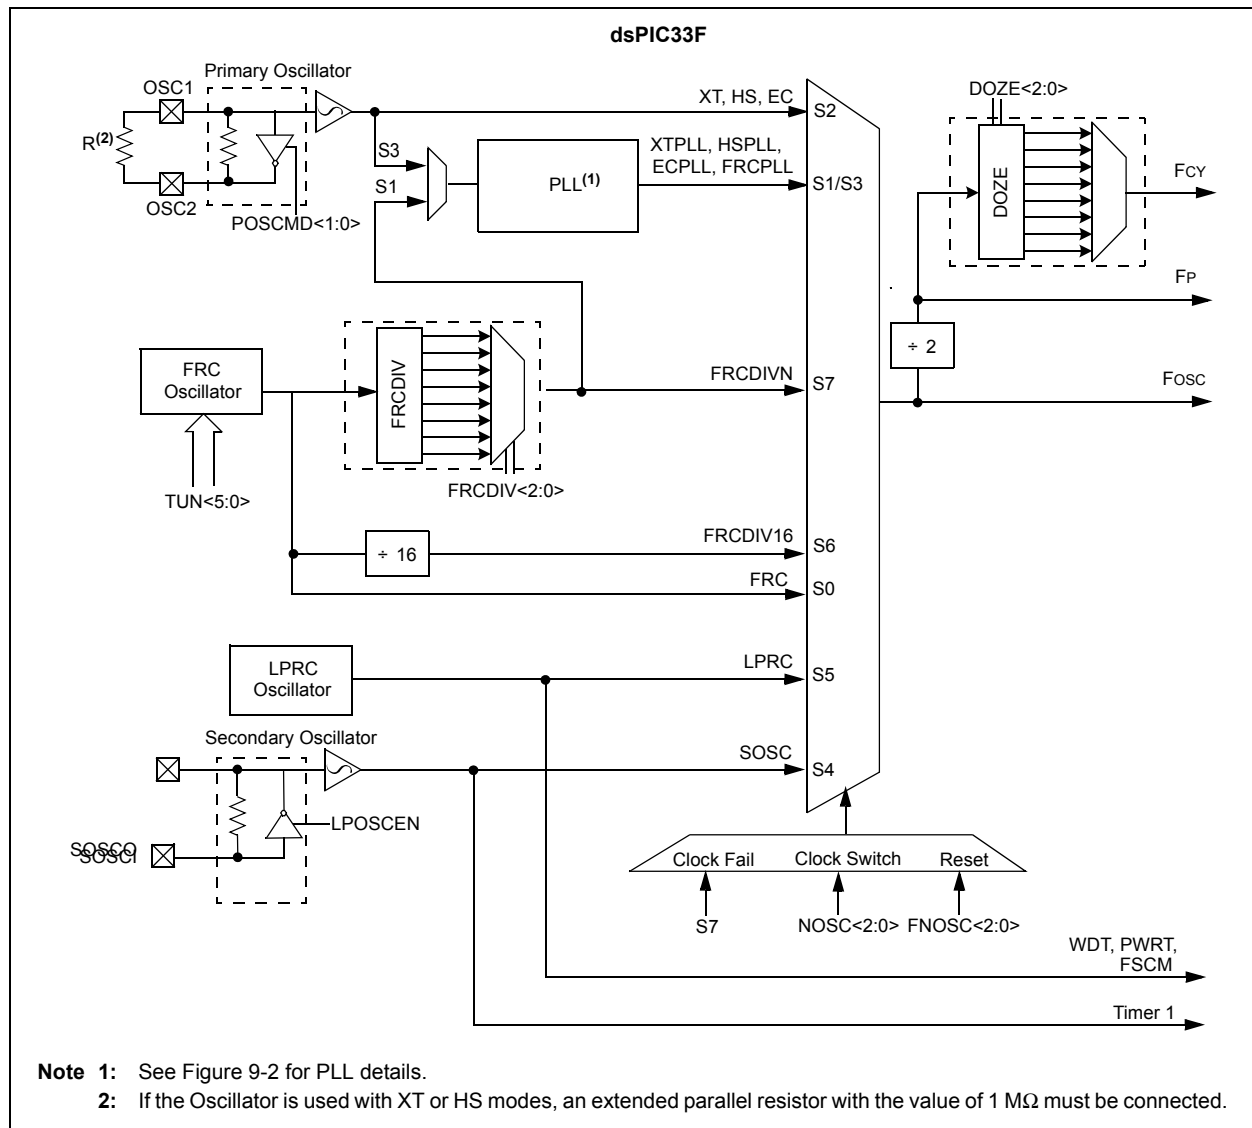 dsPIC33F
Primary Oscillator
OSC1
R(2)
OSC2
POSCMD<1:0>
S3
S1
PLL(1)
XT, HS, EC
S2
XTPLL, HSPLL,
ECPLL, FRCPLL
S1/S3
DOZE<2:0>
DOZE
FCY
FP
÷ 2
FOSC
FRC
Oscillator
TUN<5:0>
FRCDIV
FRCDIV<2:0>
FRCDIVN
S7
÷ 16
FRCDIV16
S6
FRC
S0
LPRC
Oscillator
LPRC
S5
Secondary Oscillator
SOSC
S4
LPOSCEN
SOSCO
SOSCI
Clock Fail
Clock Switch
Reset
S7
NOSC<2:0>
FNOSC<2:0>
WDT, PWRT,
FSCM
Timer 1
Note 1: See Figure 9-2 for PLL details.
2: If the Oscillator is used with XT or HS modes, an extended parallel resistor with the value of 1 MΩ must be connected.